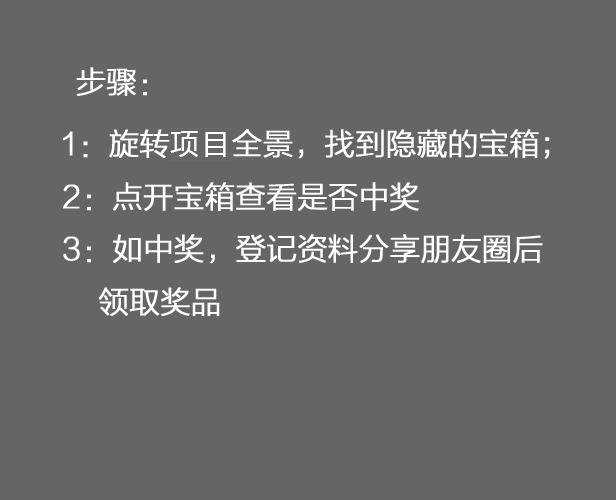 步骤：
1：旋转项目全景，找到隐藏的宝箱；
2：点开宝箱查看是否中奖
3：如中奖，登记资料分享朋友圈后
领取奖品